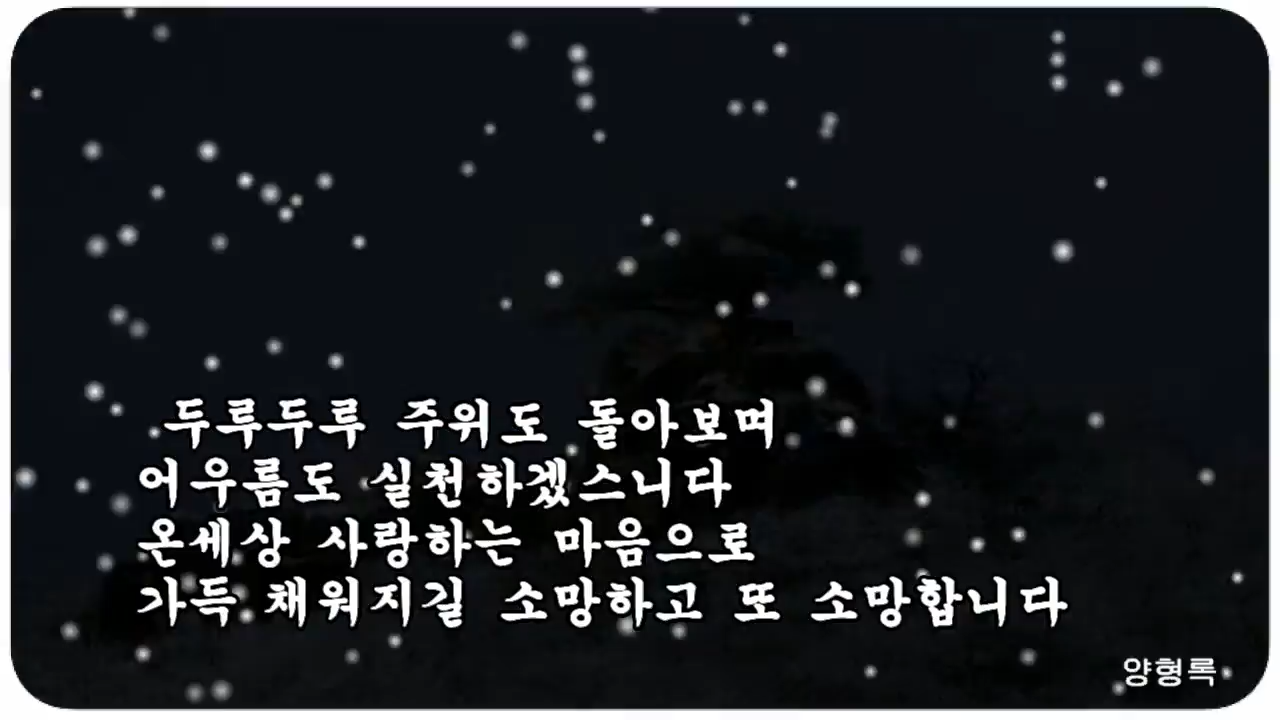 두루두루 주위도 돌아보며
어우름도 실천하겠스니다
온세상 사랑하는 마음으로
가득 채워지길 소망하고 또 소망합니다
양형록